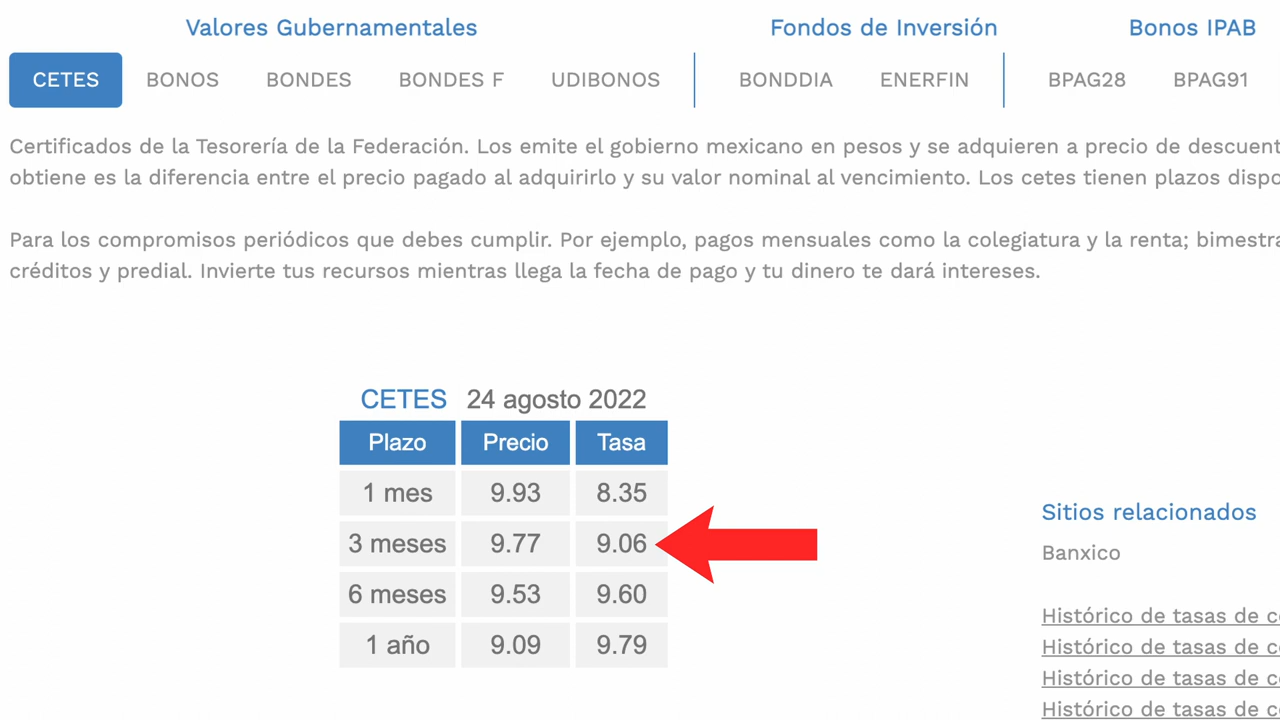 Valores Gubernamentales Fondos de Inversión Bonos IPAB
CETES BONOS BONDES BONDES F UDIBONOS BONDDIA ENERFIN BPAG28 BPAG91
Certificados de la Tesorería de la Federación. Los emite el gobierno mexicano en pesos y se adquieren a precio de
obtiene es la diferencia entre el precio pagado al adquirirlo y su valor nominal al vencimiento. Los cetes tienen plazos
Para los compromisos periódicos que debes cumplir. Por ejemplo, pagos mensuales como la colegiatura y la renta;
créditos y predial. Invierte tus recursos mientras llega la fecha de pago y tu dinero te dará intereses.
CETES 24 agosto 2022
Plazo Precio Tasa
1 mes 9.93 8.35
3 meses 9.77 9.06
6 meses 9.53 9.60
1 año 9.09 9.79
Sitios relacionados
Banxico
Histórico de tasas de
Histórico de tasas de
Histórico de tasas de
Histórico de tasas de